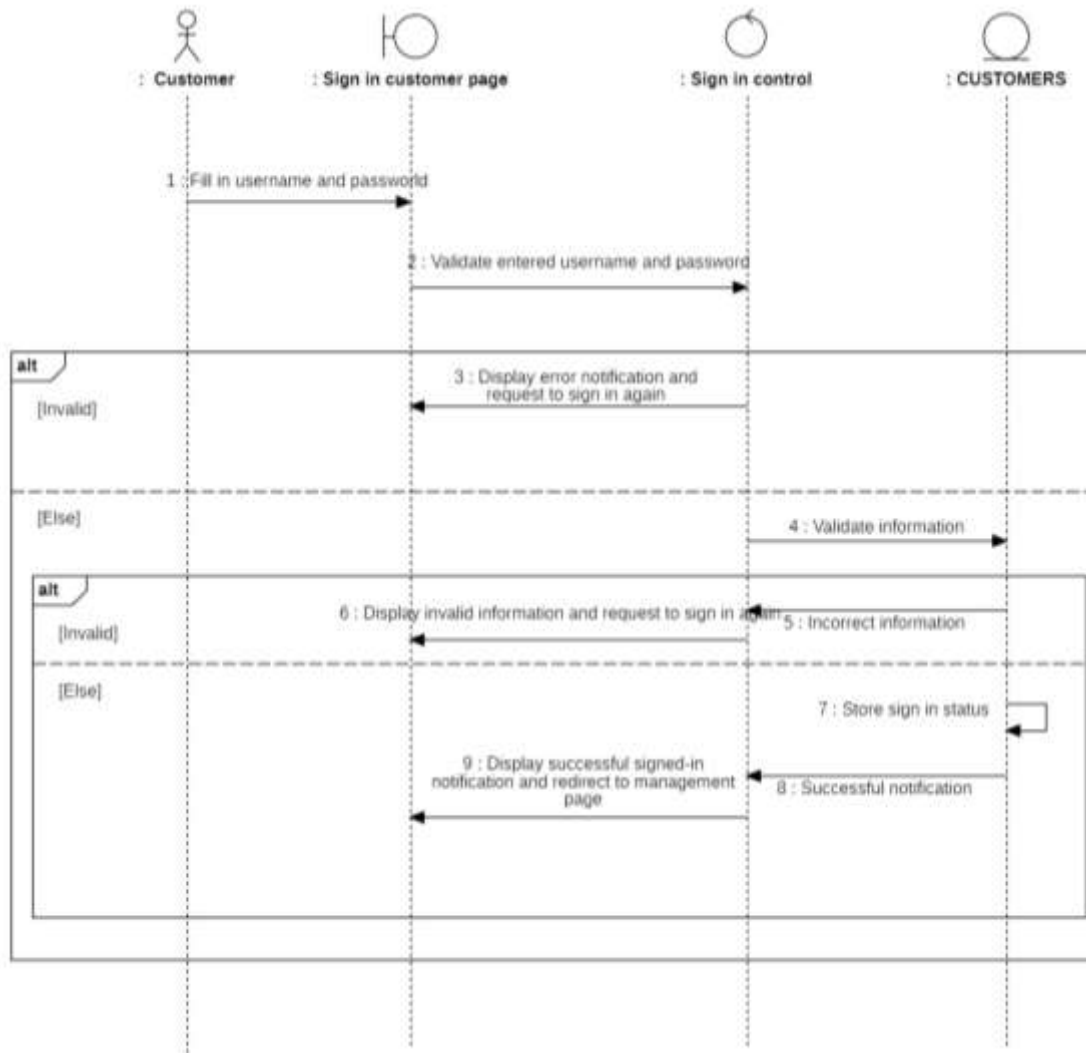 : Customer
: Sign in customer page
: Sign in control
: CUSTOMERS
1 : Fill in username and passworld
2 : Validate entered username and password
alt
3 : Display error notification and
request to sign in again
[Invalid]
[Else]
4 : Validate information
alt
6 : Display invalid information and request to sign in again
5 : Incorrect information
[Invalid]
[Else]
7 : Store sign in status
9 : Display successful signed-in
notification and redirect to management
page
8 : Successful notification